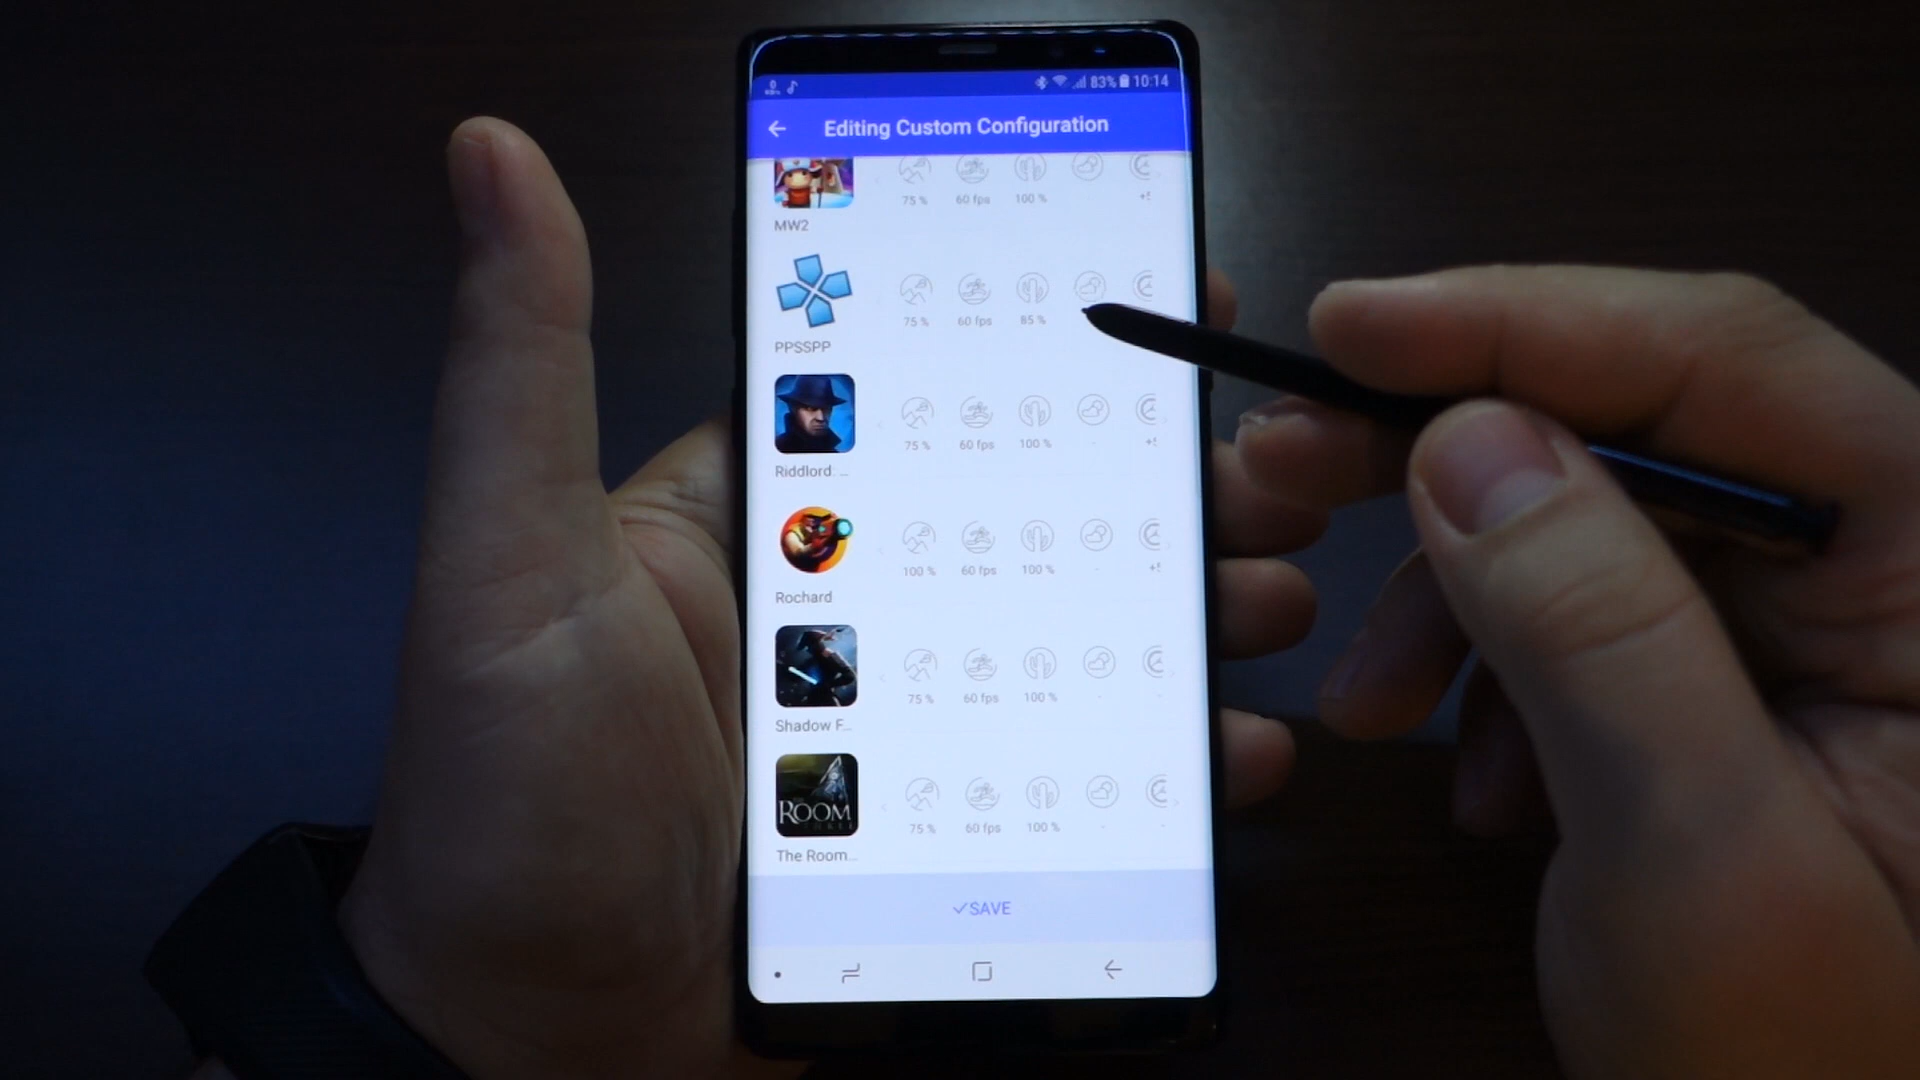 83% 10:14
Editing Custom Configuration
75 % 60 fps 100 %
MW2
75 % 60 fps 85 %
PPSSPP
75 % 60 fps 100 % -
Riddlord: ...
100 % 60 fps 100 % -
Rochard
75 % 60 fps 100 % - -
Shadow F...
ROOM
75 % 60 fps 100 % - -
The Room...
✓SAVE